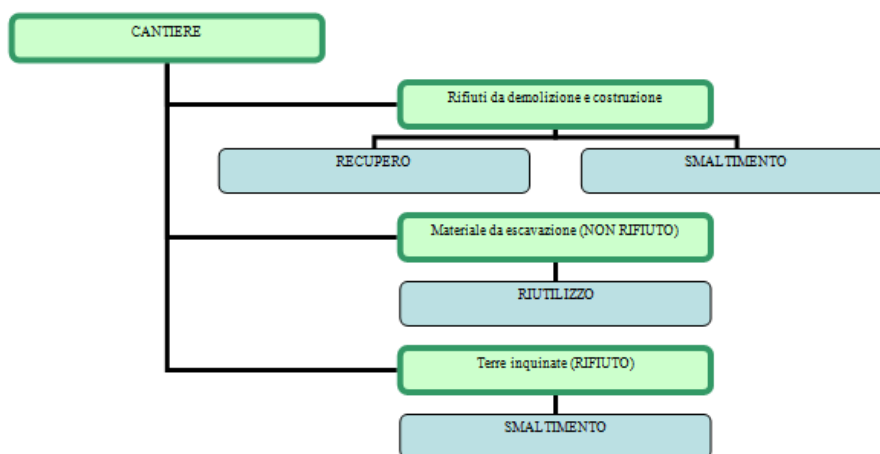 CANTIERE
Rifiuti da demolizione e costruzione
RECUPERO
SMALTIMENTO
Materiale da escavazione (NON RIFIUTO)
RIUTILIZZO
Terre inquinate (RIFIUTO)
SMALTIMENTO